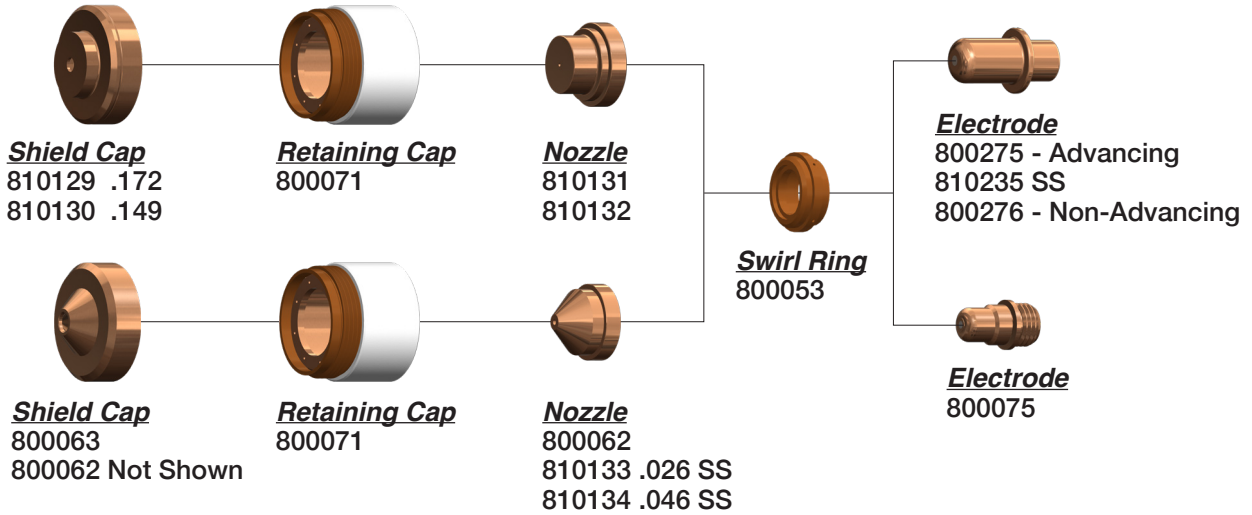 Shield Cap
810129 .172
810130 .149
Retaining Cap
800071
Nozzle
810131
810132
Swirl Ring
800053
Electrode
800275 - Advancing
810235 SS
800276 - Non-Advancing
Shield Cap
800063
800062 Not Shown
Retaining Cap
800071
Nozzle
800062
810133 .026 SS
810134 .046 SS
Electrode
800075